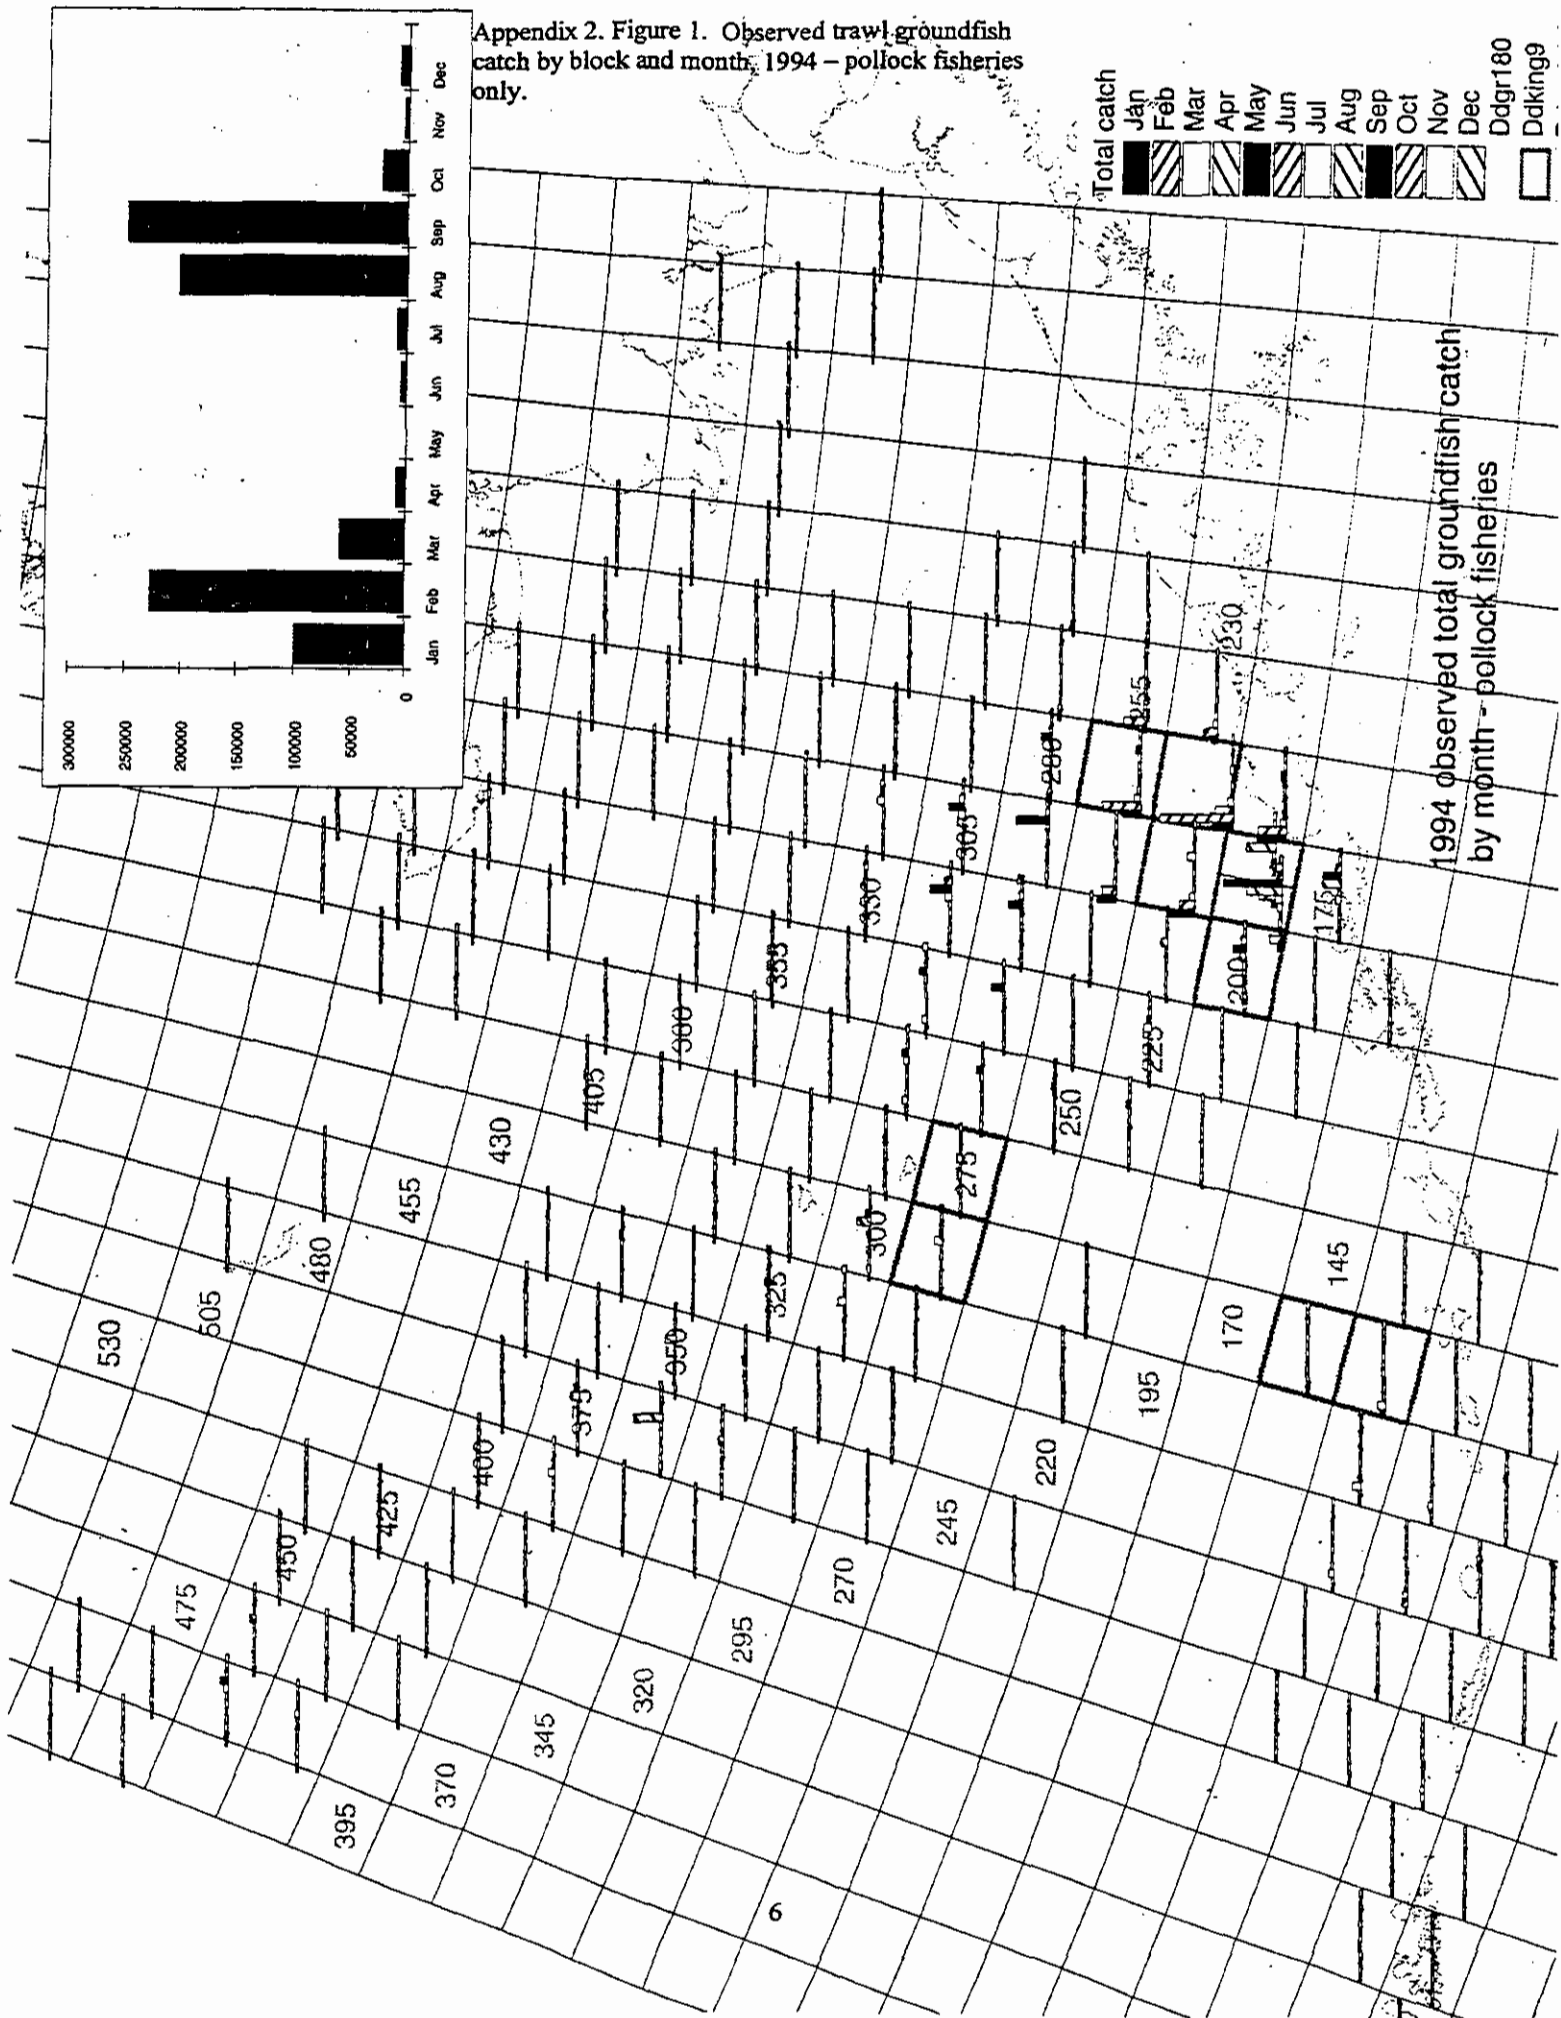 Appendix 2. Figure 1. Observed trawl groundfish
catch by block and month, 1994 – pollock fisheries
only.
300000
250000
200000
150000
100000
50000
0
Jan
Feb
Mar
Apr
May
Jun
Jul
Aug
Sep
Oct
Nov
Dec
Total catch
Jan
Feb
Mar
Apr
May
Jun
Jul
Aug
Sep
Oct
Nov
Dec
Ddgr180
Ddking9
1994 observed total groundfish catch
by month - pollock fisheries
530
505
480
455
430
405
355
330
305
280
255
230
475
450
425
400
375
350
325
300
275
250
225
200
175
395
370
345
320
295
270
245
220
195
170
145
6